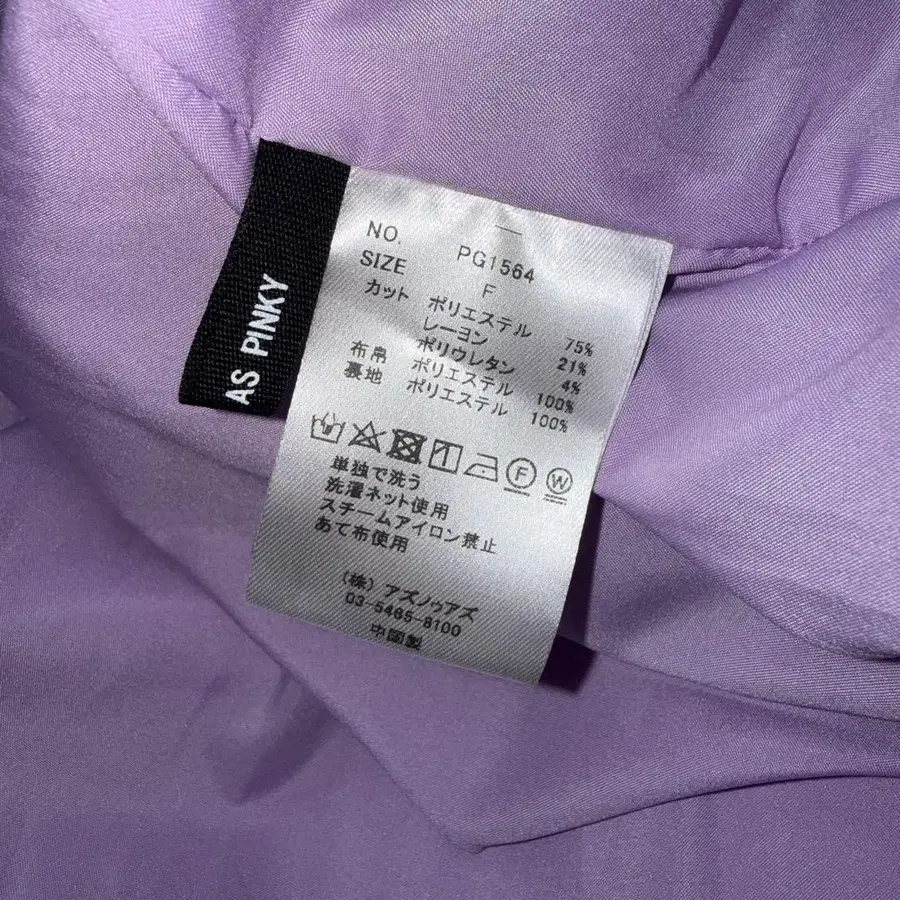 AS PINKY
NO. PG1564
SIZE F
カット ポリエステル 75%
レーヨン 21%
ポリウレタン 4%
布帛 ポリエステル 100%
裏地 ポリエステル 100%
F W
単独で洗う
洗濯ネット使用
スチームアイロン禁止
あて布使用
(株) アズノゥアズ
03-5465-8100
中国製